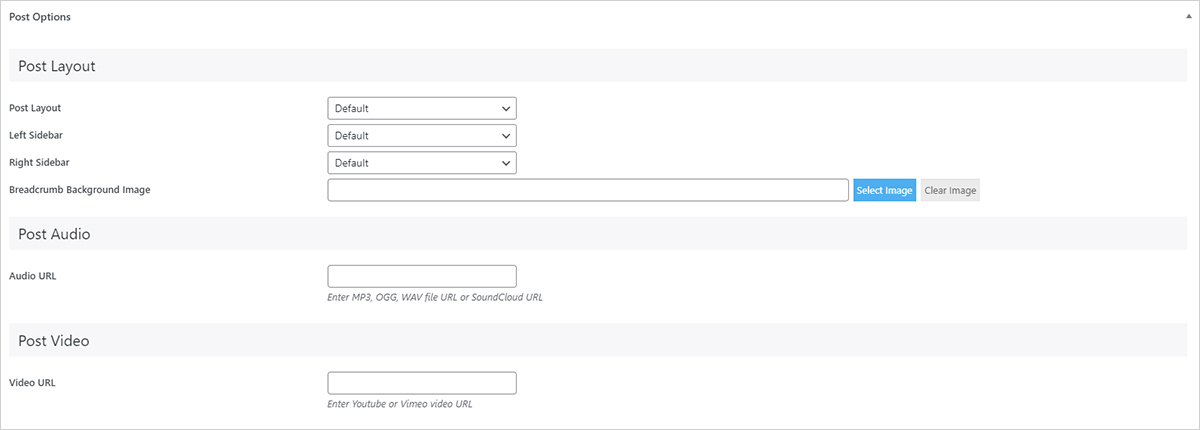 Post Options
Post Layout
Post Layout Default
Left Sidebar Default
Right Sidebar Default
Breadcrumb Background Image Select Image Clear Image
Post Audio
Audio URL
Enter MP3, OGG, WAV file URL or SoundCloud URL
Post Video
Video URL
Enter Youtube or Vimeo video URL